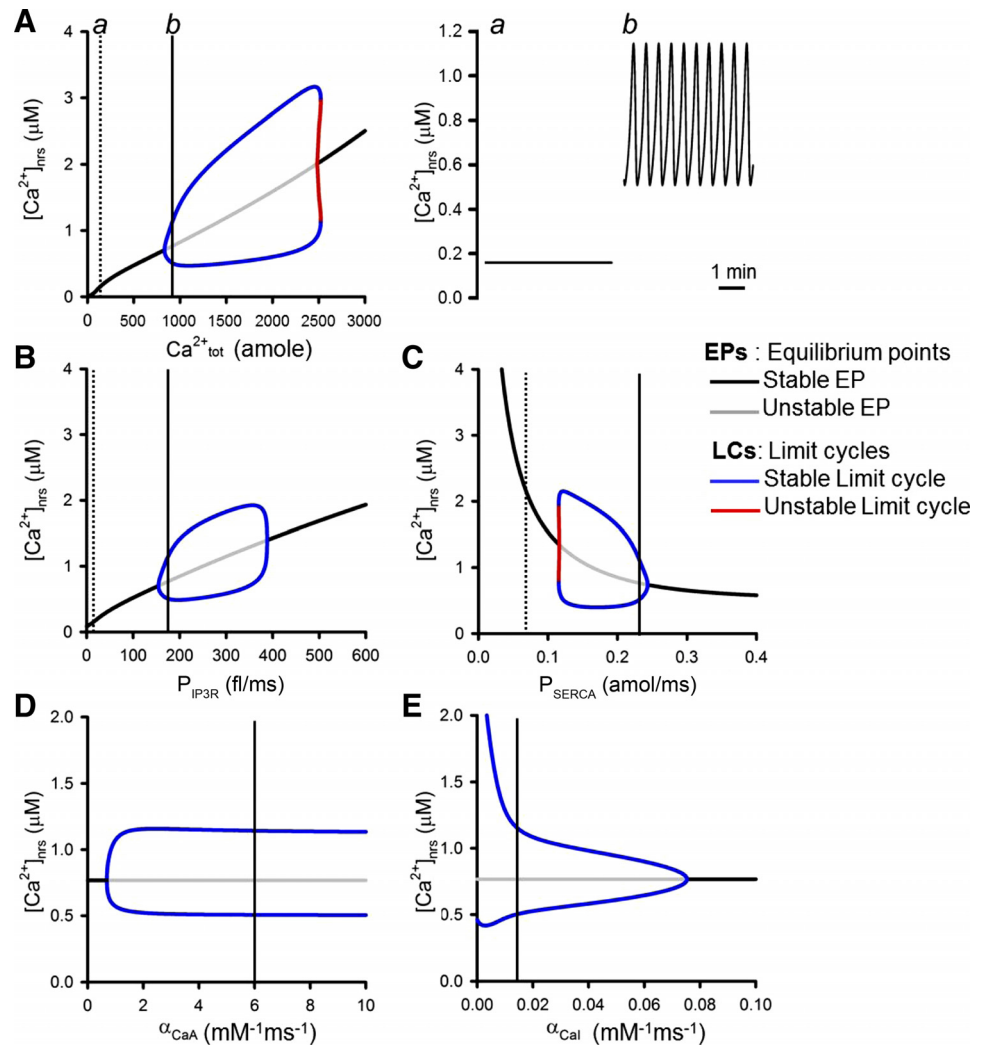 A
a
b
4
3
2
1
0
[Ca²⁺]nrs (μM)
0 500 1000 1500 2000 2500 3000
Ca²⁺tot (amole)
a
b
1.2
1.0
0.8
0.6
0.4
0.2
0.0
[Ca²⁺]nrs (μM)
1 min
B
4
3
2
1
0
[Ca²⁺]nrs (μM)
0 100 200 300 400 500 600
PIP3R (fl/ms)
C
4
3
2
1
0
[Ca²⁺]nrs (μM)
0.0 0.1 0.2 0.3 0.4
PSERCA (amol/ms)
EPs : Equilibrium points
Stable EP
Unstable EP
LCs: Limit cycles
Stable Limit cycle
Unstable Limit cycle
D
2.0
1.5
1.0
0.5
0.0
[Ca²⁺]nrs (μM)
0 2 4 6 8 10
αCaA (mM⁻¹ms⁻¹)
E
2.0
1.5
1.0
0.5
0.0
[Ca²⁺]nrs (μM)
0.00 0.02 0.04 0.06 0.08 0.10
αCaI (mM⁻¹ms⁻¹)